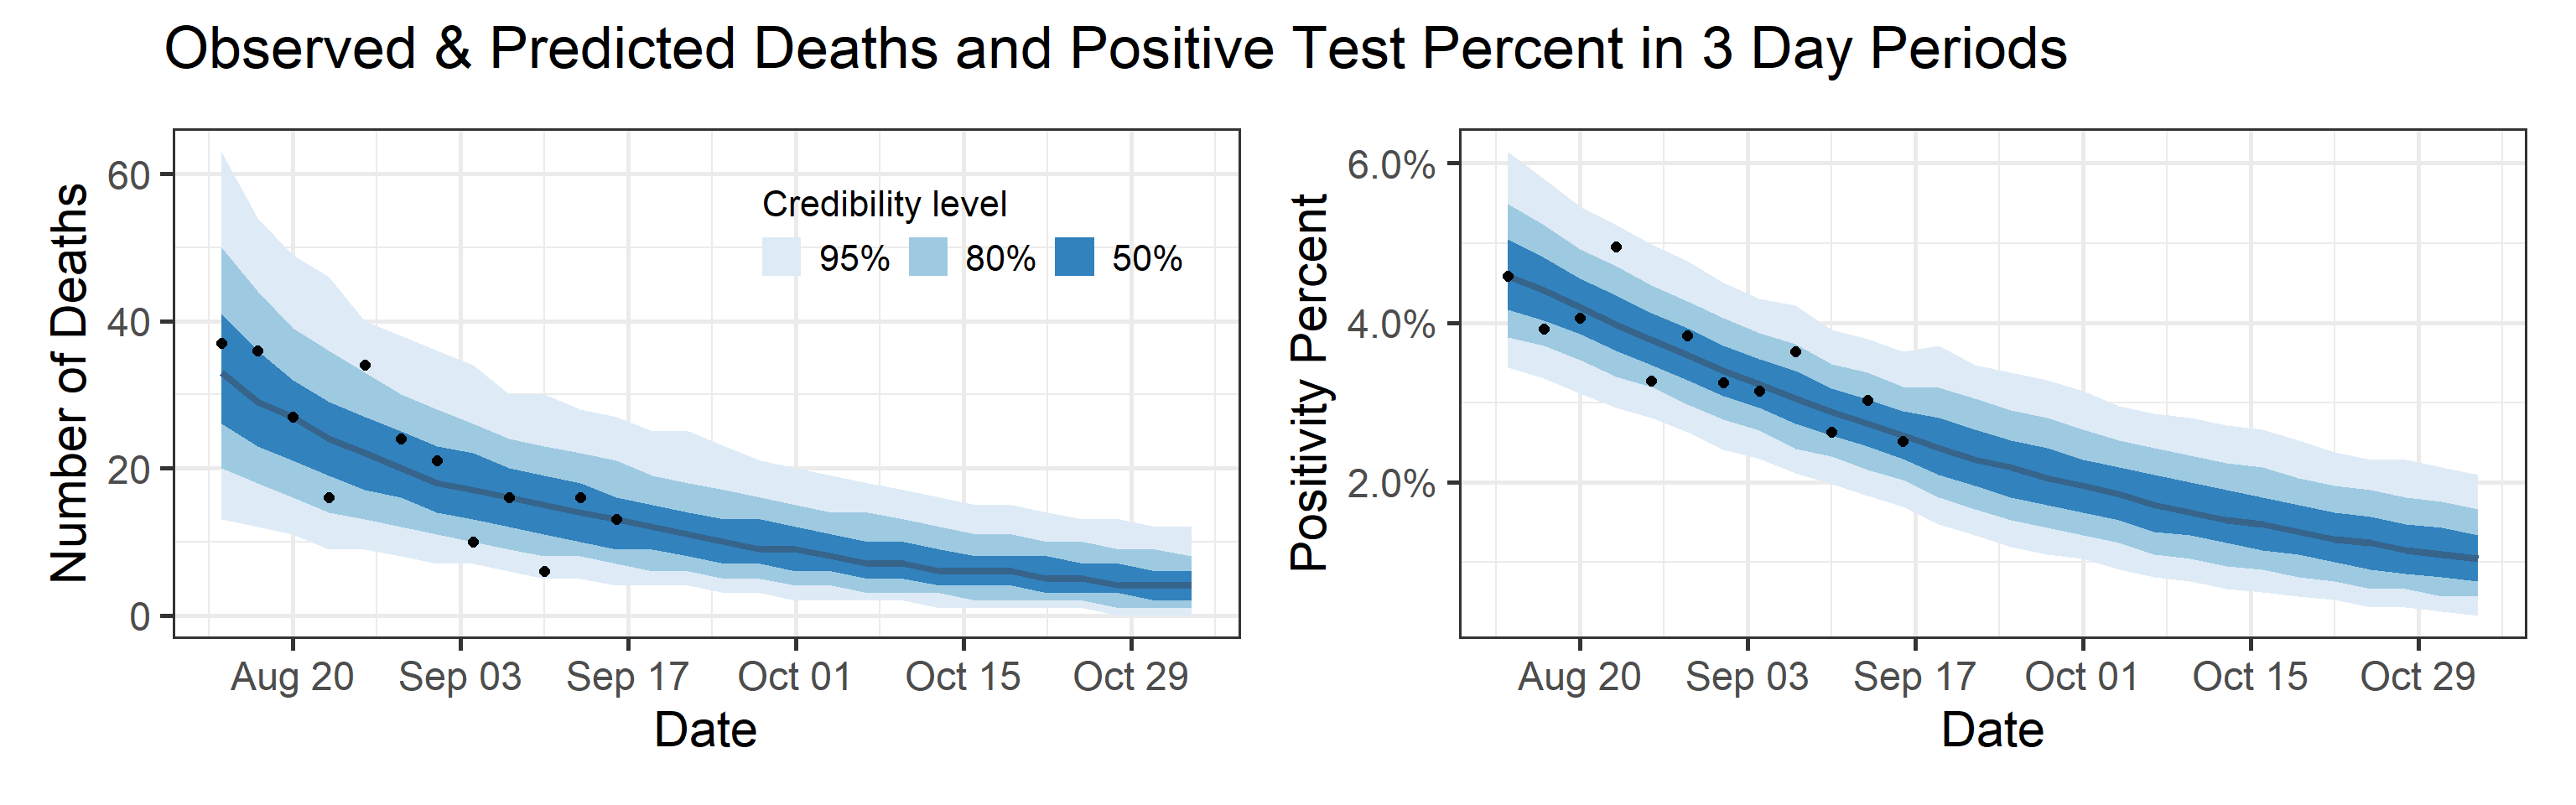 Observed & Predicted Deaths and Positive Test Percent in 3 Day Periods
Number of Deaths
60
40
20
0
Credibility level
95% 80% 50%
Aug 20 Sep 03 Sep 17 Oct 01 Oct 15 Oct 29
Date
Positivity Percent
6.0%
4.0%
2.0%
Aug 20 Sep 03 Sep 17 Oct 01 Oct 15 Oct 29
Date